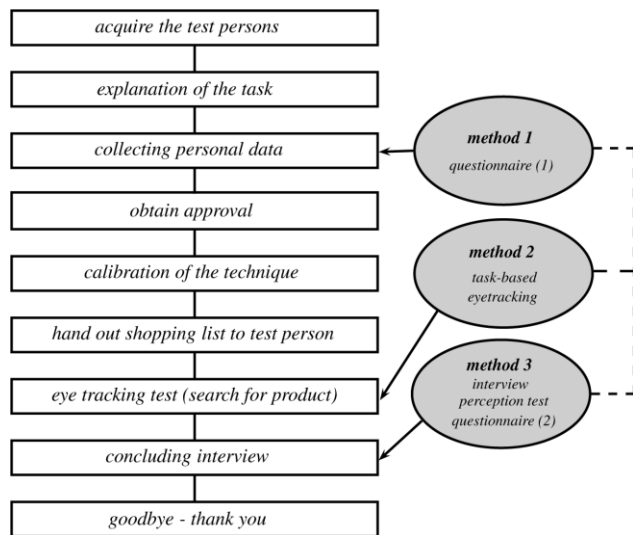 acquire the test persons
explanation of the task
collecting personal data
obtain approval
calibration of the technique
hand out shopping list to test person
eye tracking test (search for product)
concluding interview
goodbye - thank you
method 1
questionnaire (1)
method 2
task-based
eyetracking
method 3
interview
perception test
questionnaire (2)